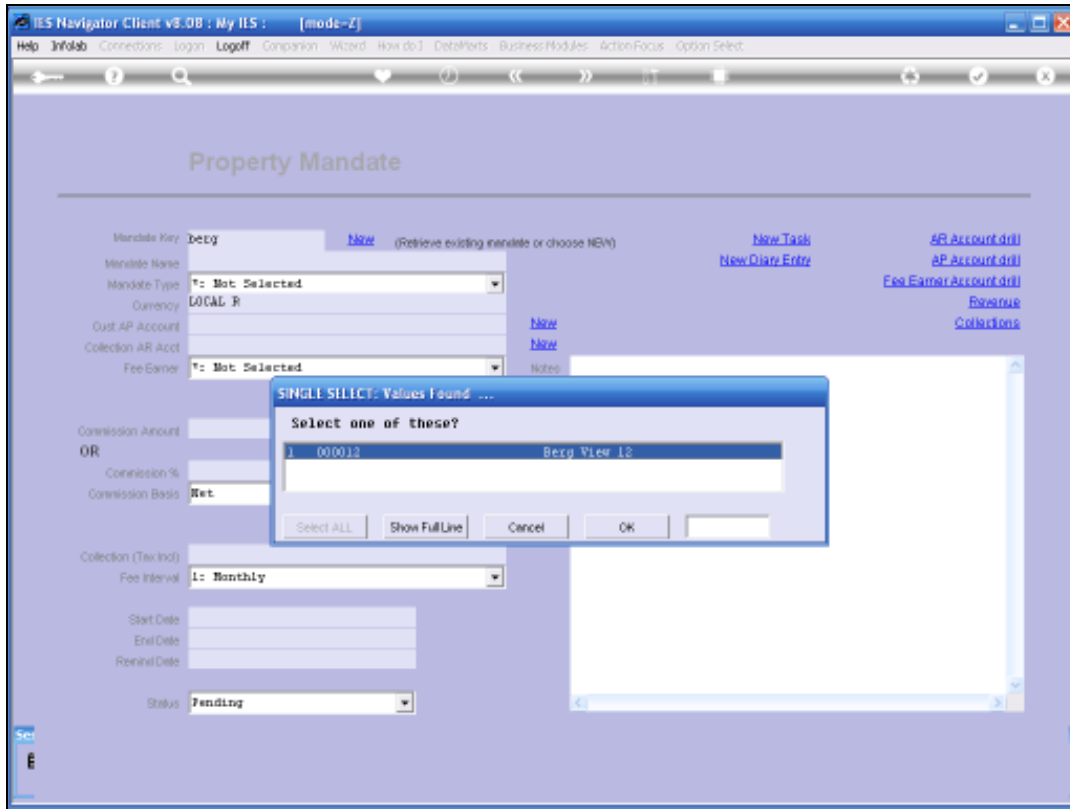 IES Navigator Client v8.08 : My IES : [mode=Z]
Help Infolab Connections Logon Logoff Companion Wizard How do I DataAlerts Business Modules Action Focus Option Select
Property Mandate
Mandate Key berg New (Retrieve existing mandate or choose NEW) New Task AR Account drill
Mandate Name New Diary Entry AP Account drill
Mandate Type *: Not Selected Fee Earner Account drill
Currency LOCAL R Revenue
Cust AP Account New Collections
Collection AR Acct New
Fee Earner *: Not Selected Notes
SINGLE SELECT: Values Found ...
Select one of these?
1 000012 Berg View 12
Select ALL Show Full Line Cancel OK
Commission Amount
OR
Commission %
Commission Basis Net
Collection (Tax Incl)
Fee Interval 1: Monthly
Start Date
End Date
Remind Date
Status Pending